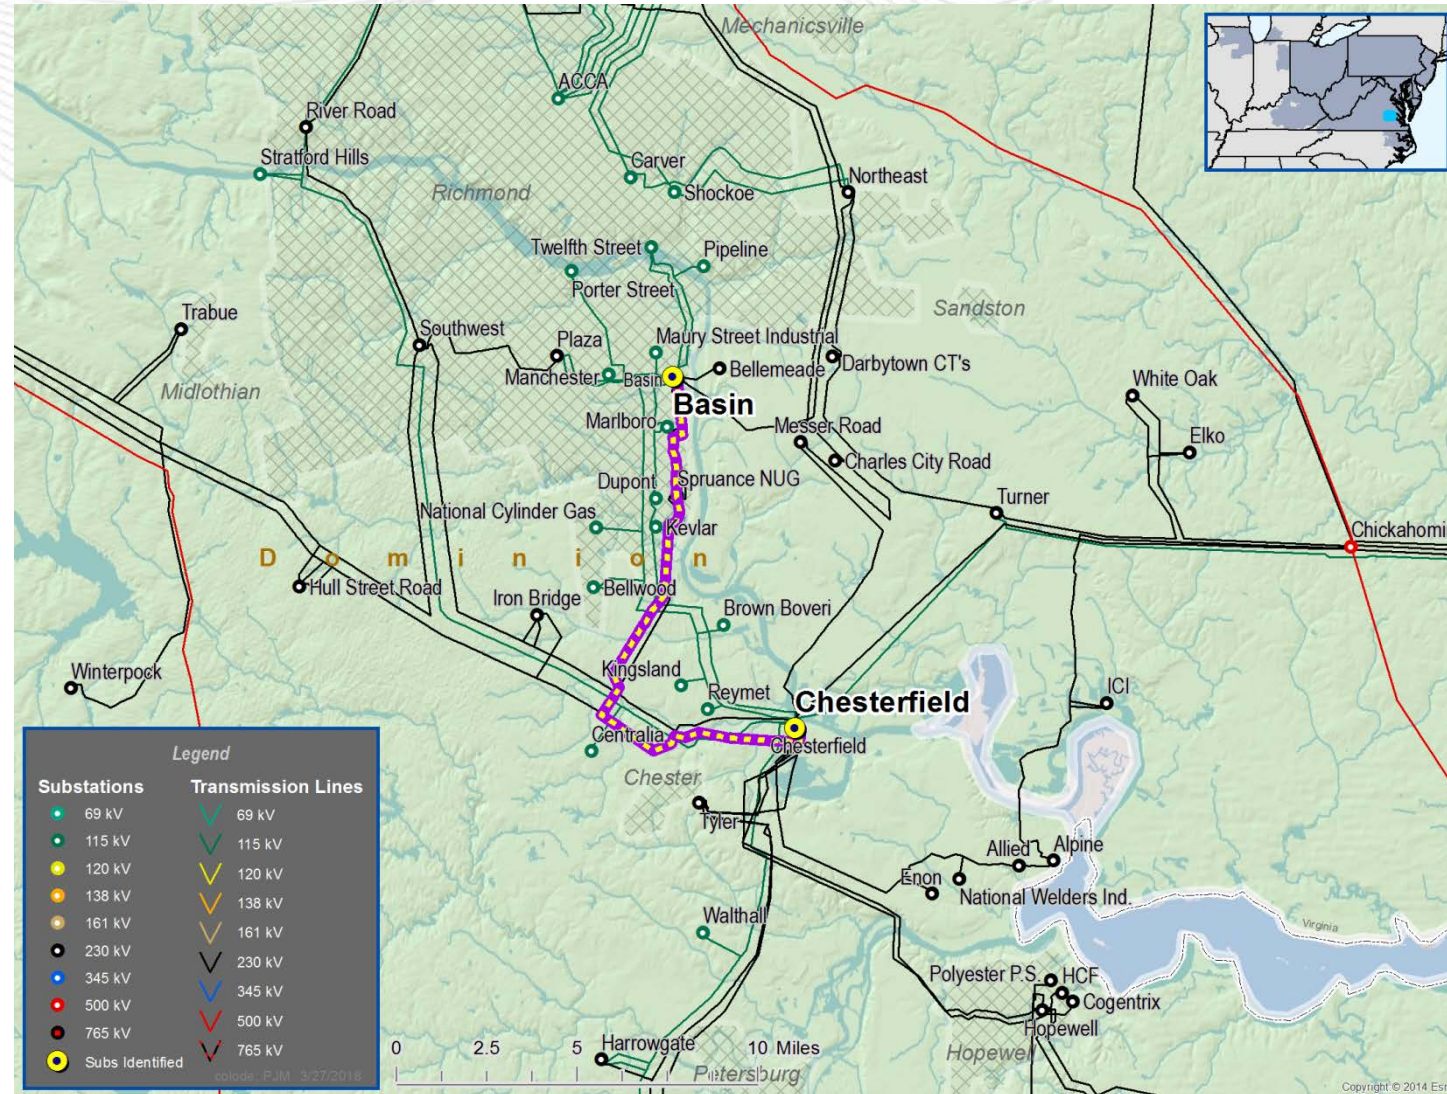 Mechanicsville
ACCA
River Road
Stratford Hills
Carver
Northeast
Richmond
Shockoe
Twelfth Street
Pipeline
Porter Street
Sandston
Trabue
Southwest
Plaza
Maury Street Industrial
Darbytown CT's
Midlothian
Manchester
Basin
Bellemeade
White Oak
Basin
Marlboro
Messer Road
Elko
Charles City Road
Dupont
Spruance NUG
Turner
National Cylinder Gas
Kevlar
Chickahomi
D o m i n i o n
Hull Street Road
Bellwood
Iron Bridge
Brown Boveri
Winterpock
Kingsland
Reymet
Chesterfield
ICI
Centralia
Chesterfield
Chester
Tyler
Allied
Alpine
Enon
National Welders Ind.
Walthall
Virginia
Polyester P.S.
HCF
Cogentrix
Hopewell
Harrowgate
Hopewell
Petersburg
Legend
Substations
Transmission Lines
69 kV
69 kV
115 kV
115 kV
120 kV
120 kV
138 kV
138 kV
161 kV
161 kV
230 kV
230 kV
345 kV
345 kV
500 kV
500 kV
765 kV
765 kV
Subs Identified
colode: PJM 3/27/2018
0 2.5 5 10 Miles
Copyright:© 2014 Esr